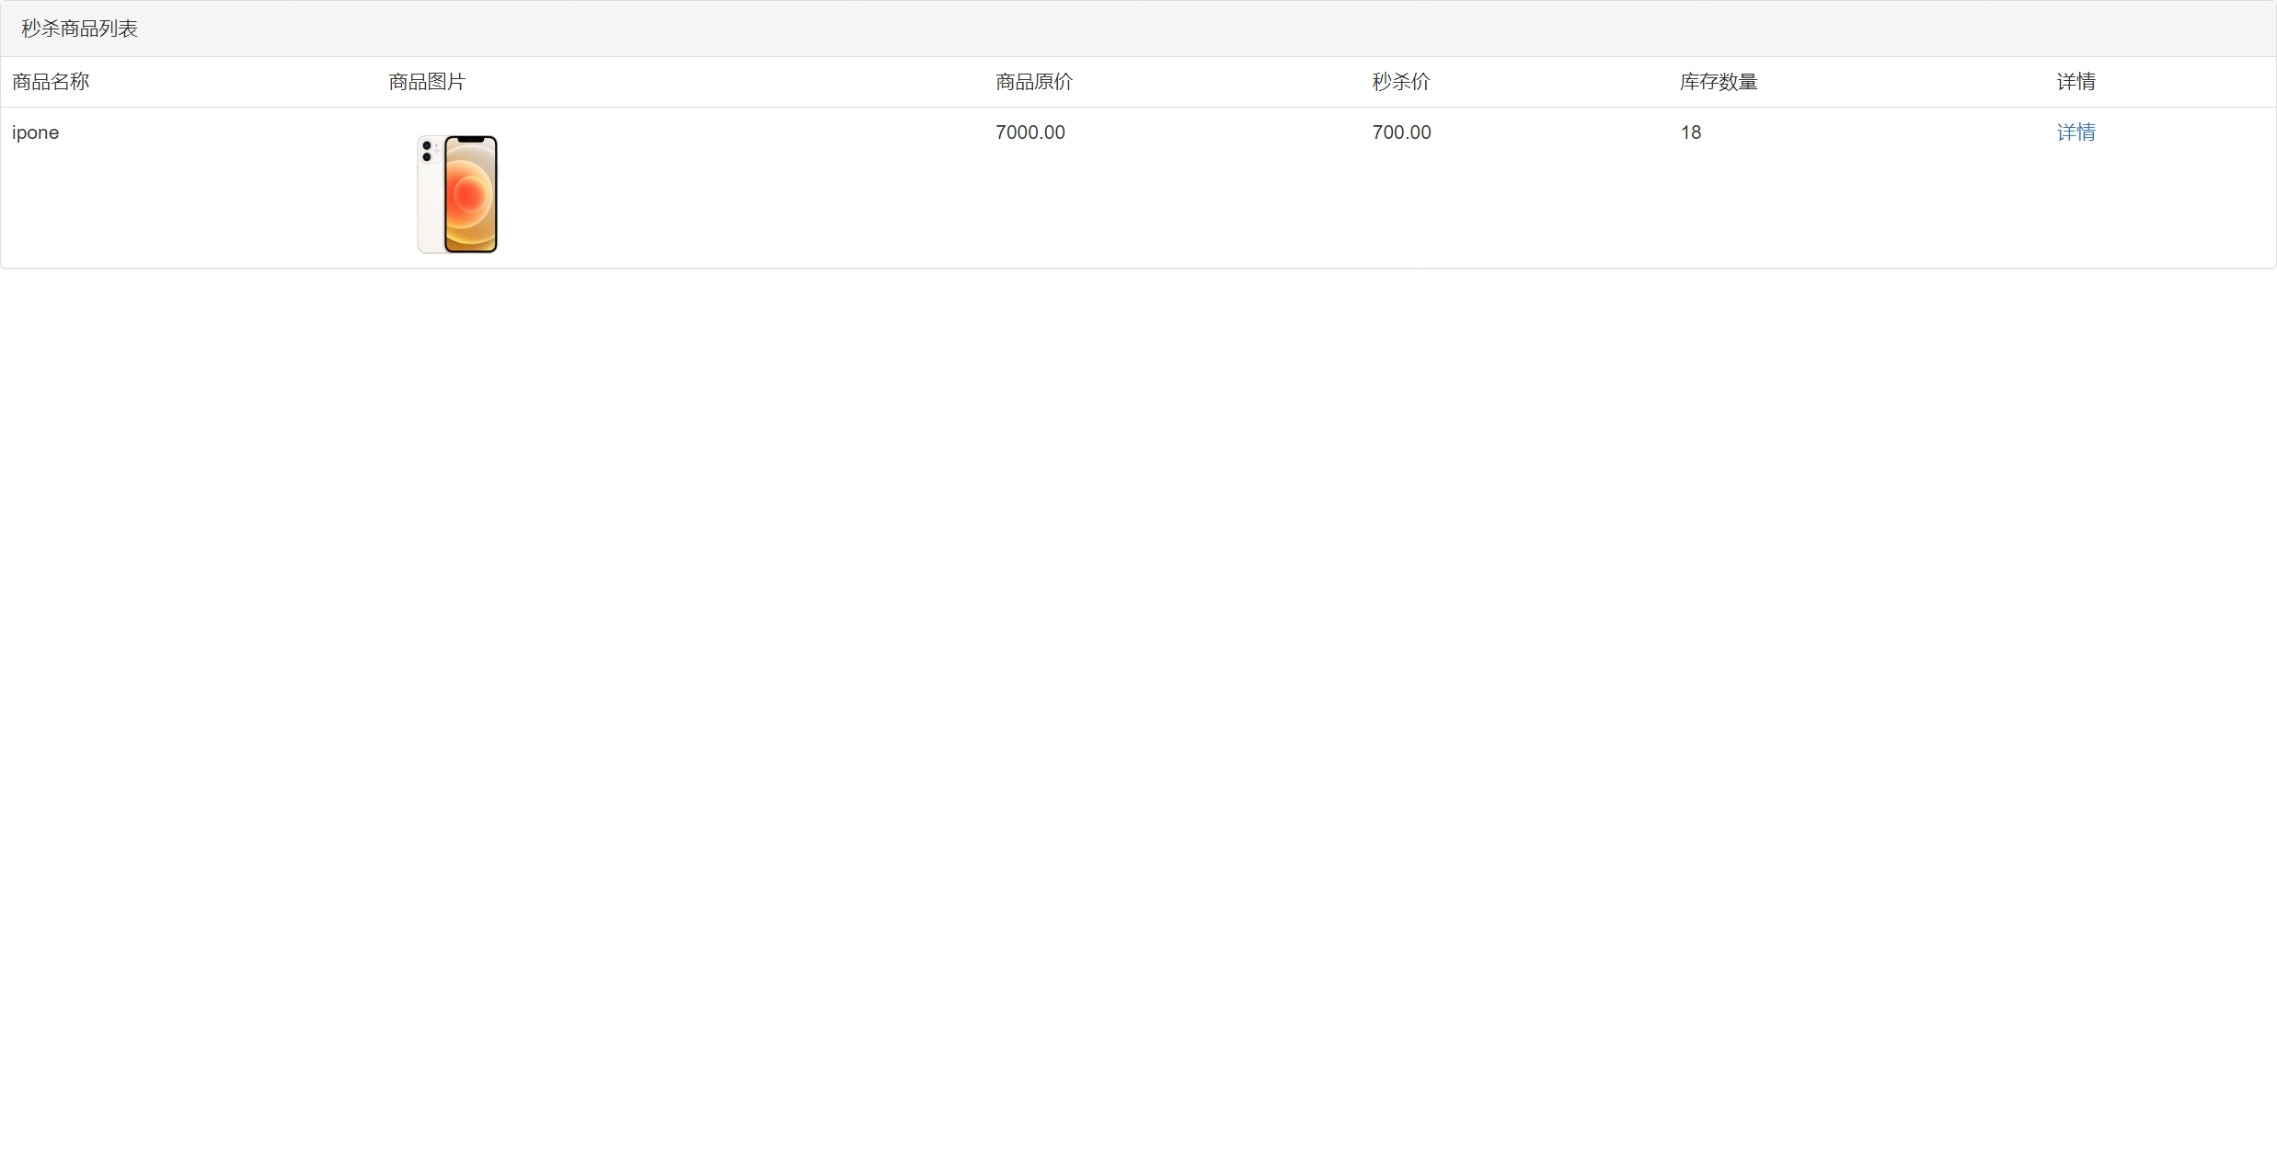 秒杀商品列表
商品名称 商品图片 商品原价 秒杀价 库存数量 详情
ipone 7000.00 700.00 18 详情